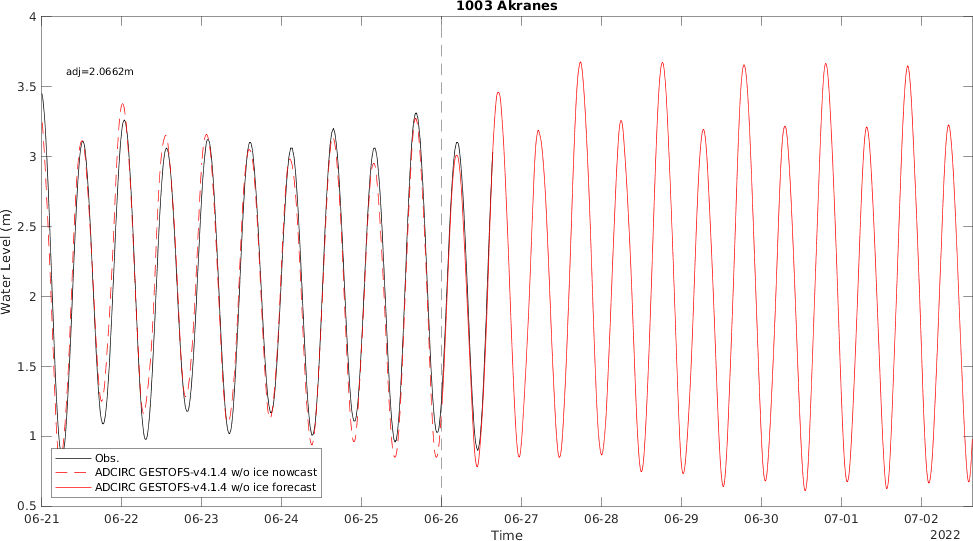 1003 Akranes
4
adj=2.0662m
3.5
3
2.5
2
1.5
1
0.5
Water Level (m)
Obs.
ADCIRC GESTOFS-v4.1.4 w/o ice nowcast
ADCIRC GESTOFS-v4.1.4 w/o ice forecast
06-21 06-22 06-23 06-24 06-25 06-26 06-27 06-28 06-29 06-30 07-01 07-02
2022
Time